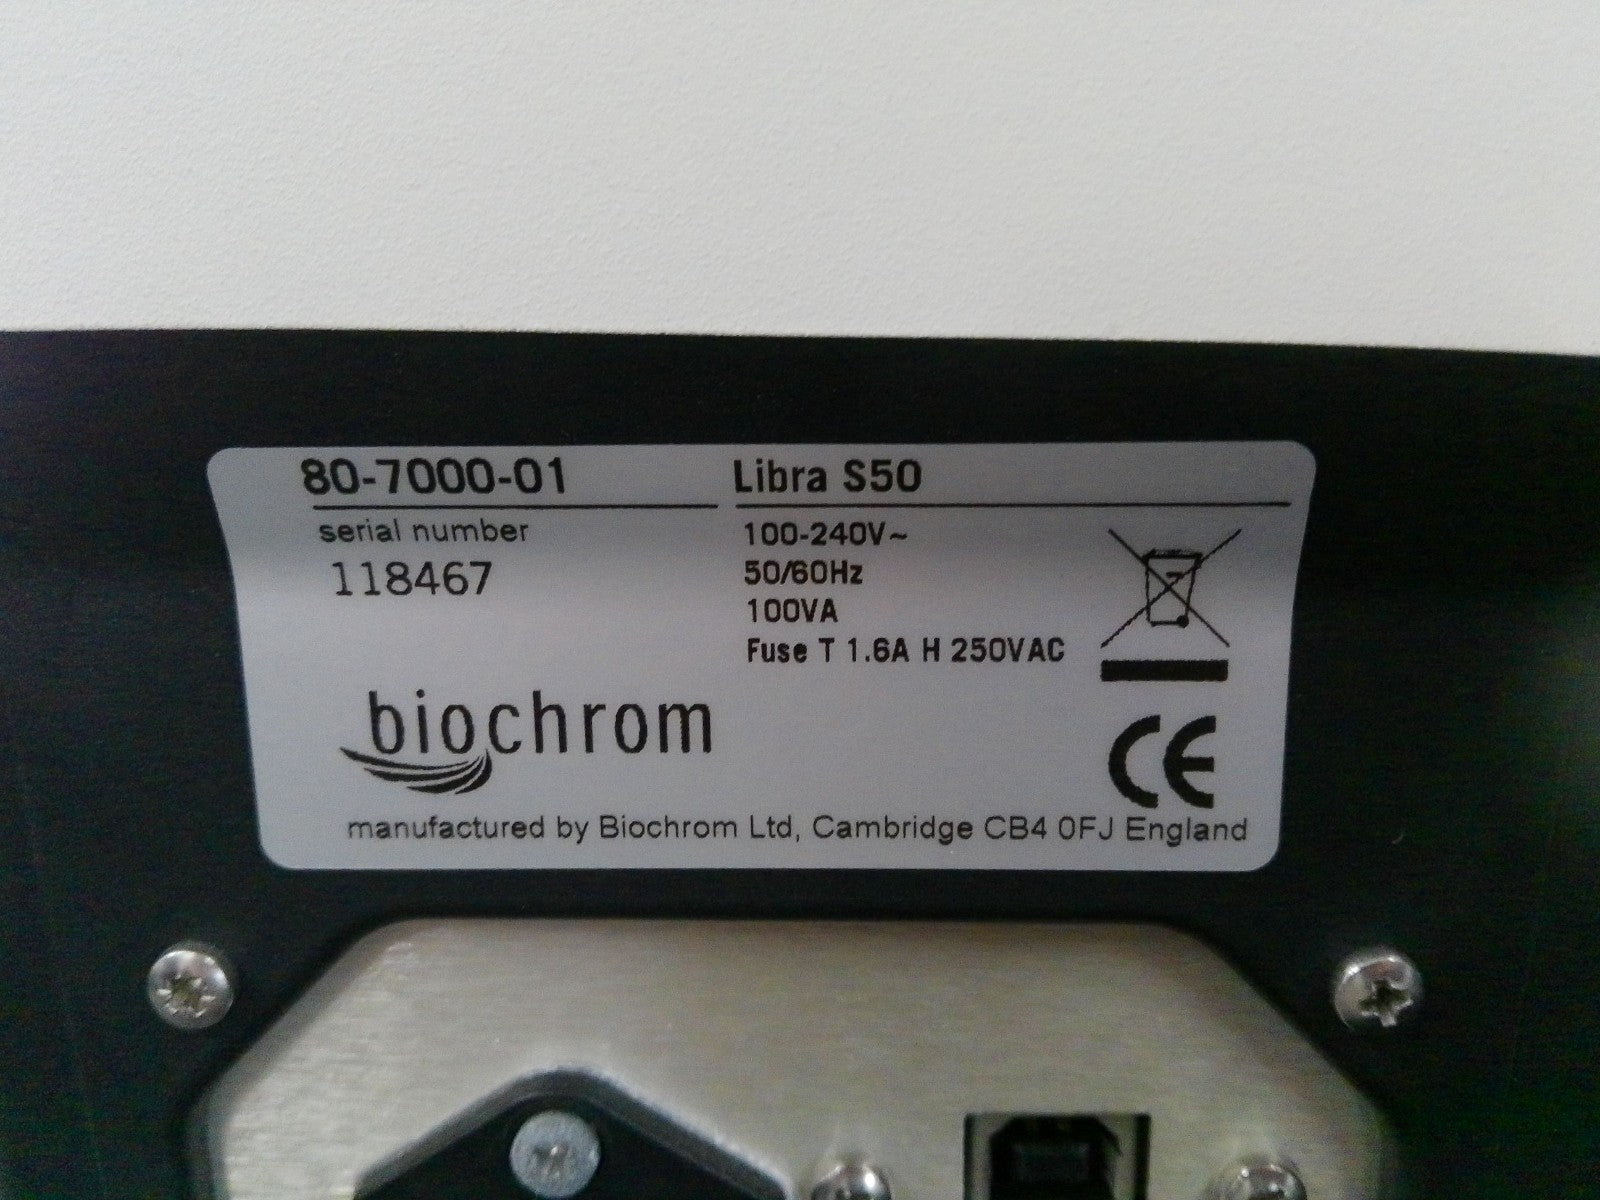 80-7000-01
serial number
118467
Libra S50
100-240V~
50/60Hz
100VA
Fuse T 1.6A H 250VAC
biochrom
CE
manufactured by Biochrom Ltd, Cambridge CB4 0FJ England